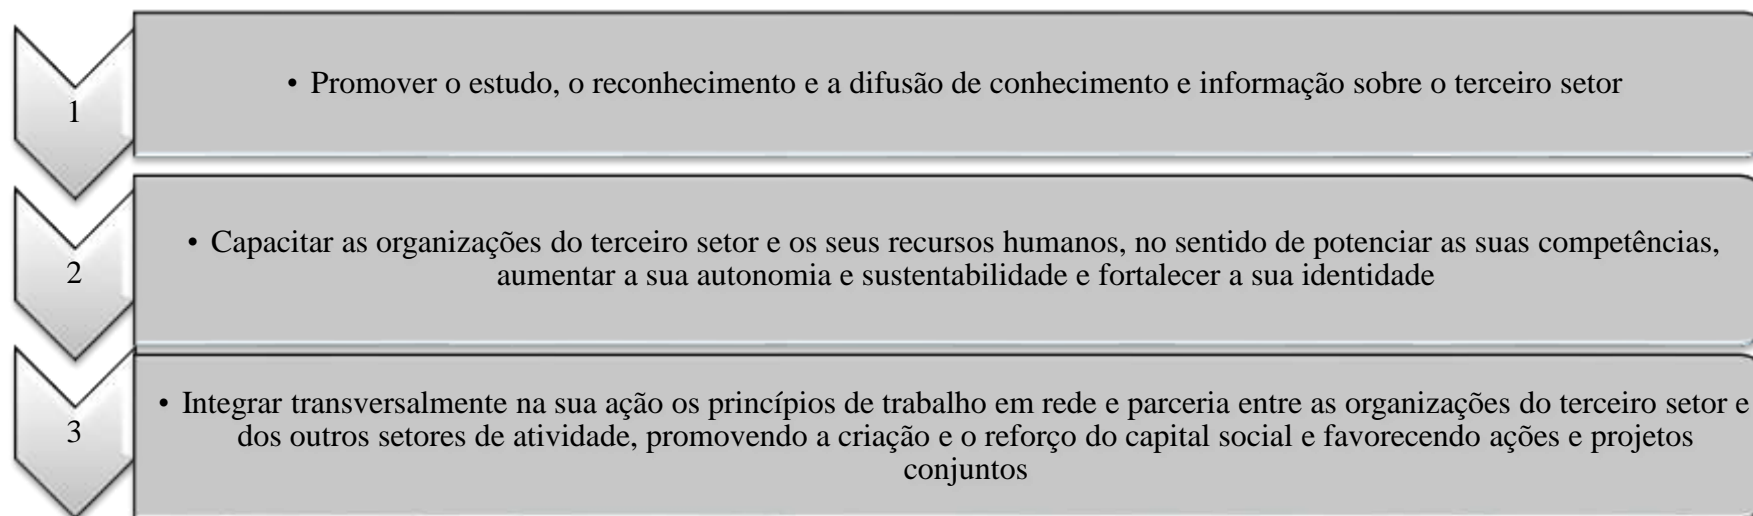 1
• Promover o estudo, o reconhecimento e a difusão de conhecimento e informação sobre o terceiro setor
2
• Capacitar as organizações do terceiro setor e os seus recursos humanos, no sentido de potenciar as suas competências,
aumentar a sua autonomia e sustentabilidade e fortalecer a sua identidade
3
• Integrar transversalmente na sua ação os princípios de trabalho em rede e parceria entre as organizações do terceiro setor e
dos outros setores de atividade, promovendo a criação e o reforço do capital social e favorecendo ações e projetos
conjuntos